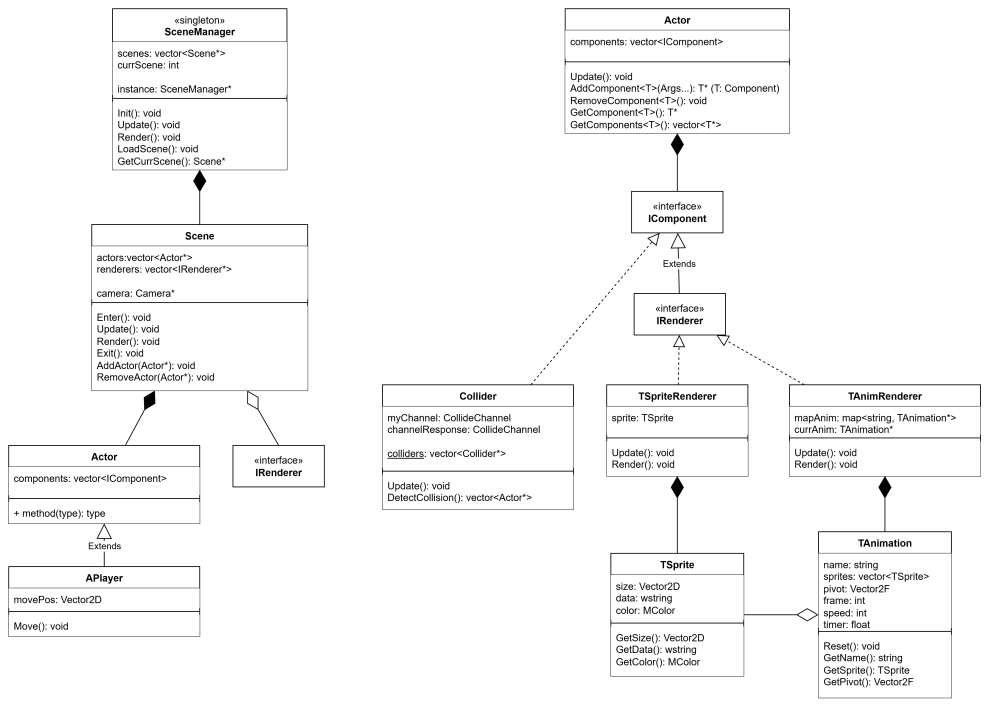 «singleton»
SceneManager
scenes: vector<Scene*>
currScene: int
instance: SceneManager*
Init(): void
Update(): void
Render(): void
LoadScene(): void
GetCurrScene(): Scene*
Scene
actors:vector<Actor*>
renderers: vector<IRenderer*>
camera: Camera*
Enter(): void
Update(): void
Render(): void
Exit(): void
AddActor(Actor*): void
RemoveActor(Actor*): void
Actor
components: vector<IComponent>
+ method(type): type
Extends
APlayer
movePos: Vector2D
Move(): void
«interface»
IRenderer
Actor
components: vector<IComponent>
Update(): void
AddComponent<T>(Args...): T* (T: Component)
RemoveComponent<T>(): void
GetComponent<T>(): T*
GetComponents<T>(): vector<T*>
«interface»
IComponent
Extends
«interface»
IRenderer
Collider
myChannel: CollideChannel
channelResponse: CollideChannel
colliders: vector<Collider*>
Update(): void
DetectCollision(): vector<Actor*>
TSpriteRenderer
sprite: TSprite
Update(): void
Render(): void
TAnimRenderer
mapAnim: map<string, TAnimation*>
currAnim: TAnimation*
Update(): void
Render(): void
TSprite
size: Vector2D
data: wstring
color: MColor
GetSize(): Vector2D
GetData(): wstring
GetColor(): MColor
TAnimation
name: string
sprites: vector<TSprite>
pivot: Vector2F
frame: int
speed: int
timer: float
Reset(): void
GetName(): string
GetSprite(): TSprite
GetPivot(): Vector2F